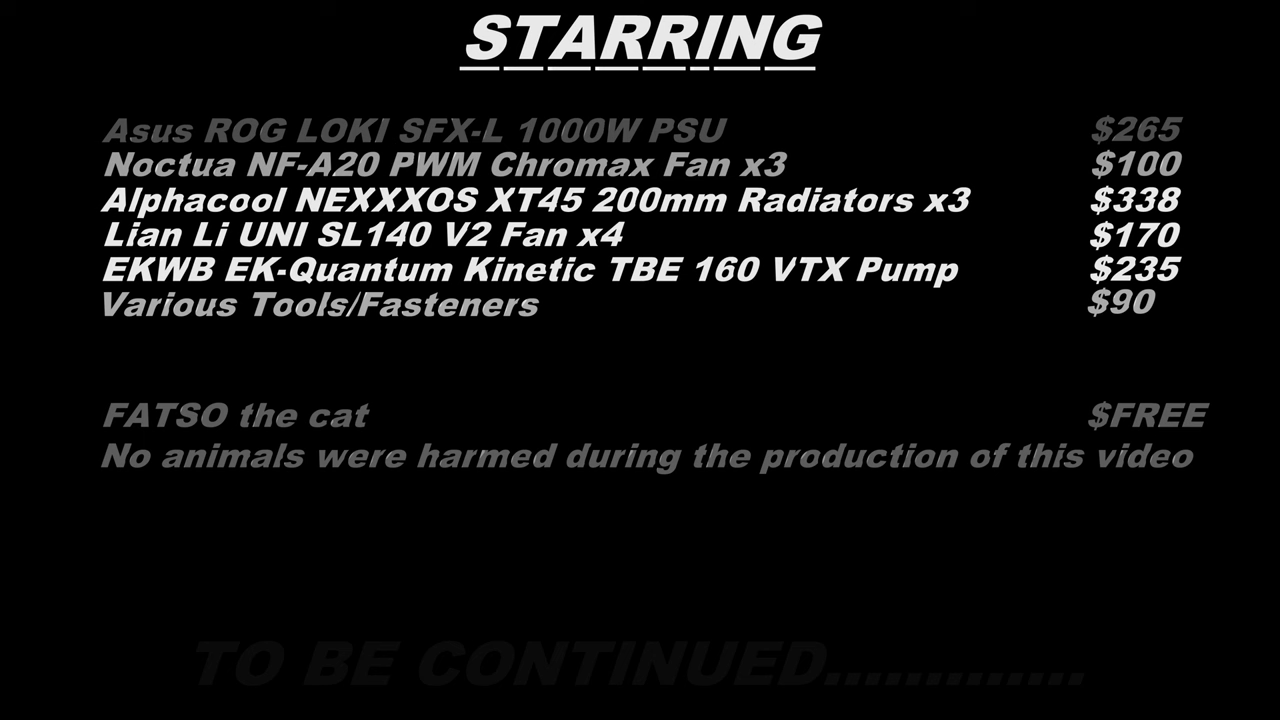 STARRING
Asus ROG LOKI SFX-L 1000W PSU $265
Noctua NF-A20 PWM Chromax Fan x3 $100
Alphacool NEXXXOS XT45 200mm Radiators x3 $338
Lian Li UNI SL140 V2 Fan x4 $170
EKWB EK-Quantum Kinetic TBE 160 VTX Pump $235
Various Tools/Fasteners $90
FATSO the cat $FREE
No animals were harmed during the production of this video
TO BE CONTINUED.............